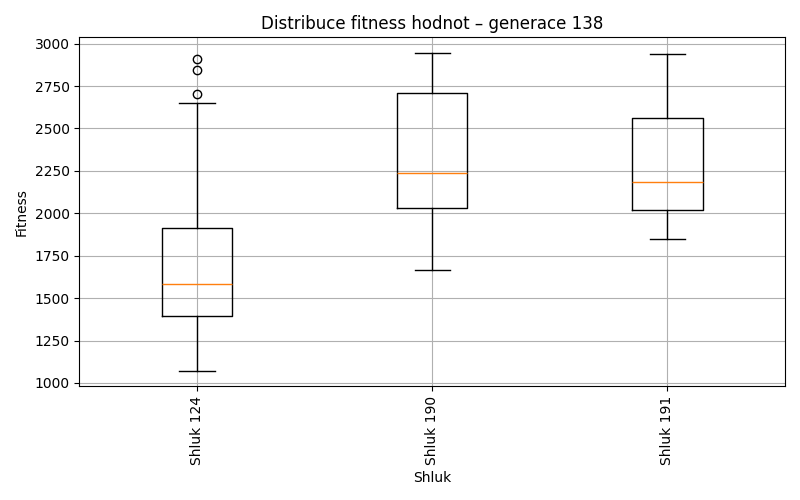 Distribuce fitness hodnot – generace 138
3000
2750
2500
2250
2000
1750
1500
1250
1000
Fitness
Shluk 124
Shluk 190
Shluk 191
Shluk